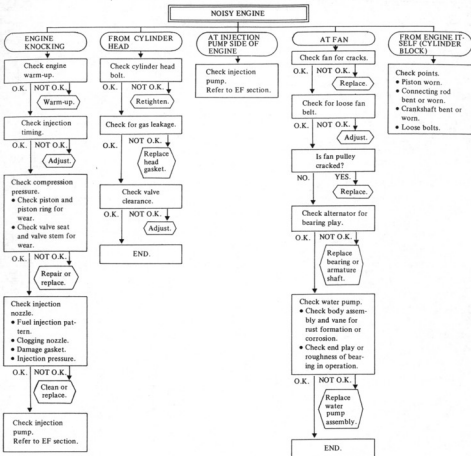 NOISY ENGINE
ENGINE
KNOCKING
Check engine
warm-up.
O.K. NOT O.K.
Warm-up.
Check injection
timing.
O.K. NOT O.K.
Adjust.
Check compression
pressure.
• Check piston and
piston ring for
wear.
• Check valve seat
and valve stem for
wear.
O.K. NOT O.K.
Repair or
replace.
Check injection
nozzle.
• Fuel injection pat-
tern.
• Clogging nozzle.
• Damage gasket.
• Injection pressure.
O.K. NOT O.K.
Clean or
replace.
Check injection
pump.
Refer to EF section.
FROM CYLINDER
HEAD
Check cylinder head
bolt.
O.K. NOT O.K.
Retighten.
Check for gas leakage.
O.K. NOT O.K.
Replace
head
gasket.
Check valve
clearance.
O.K. NOT O.K.
Adjust.
END.
AT INJECTION
PUMP SIDE OF
ENGINE
Check injection
pump.
Refer to EF section.
AT FAN
Check fan for cracks.
O.K. NOT O.K.
Replace.
Check for loose fan
belt.
O.K. NOT O.K.
Adjust.
Is fan pulley
cracked?
NO. YES.
Replace.
Check alternator for
bearing play.
O.K. NOT O.K.
Replace
bearing or
armature
shaft.
Check water pump.
• Check body assem-
bly and vane for
rust formation or
corrosion.
• Check end play or
roughness of bear-
ing in operation.
O.K. NOT O.K.
Replace
water
pump
assembly.
END.
FROM ENGINE IT-
SELF (CYLINDER
BLOCK)
Check points.
• Piston worn.
• Connecting rod
bent or worn.
• Crankshaft bent or
worn.
• Loose bolts.